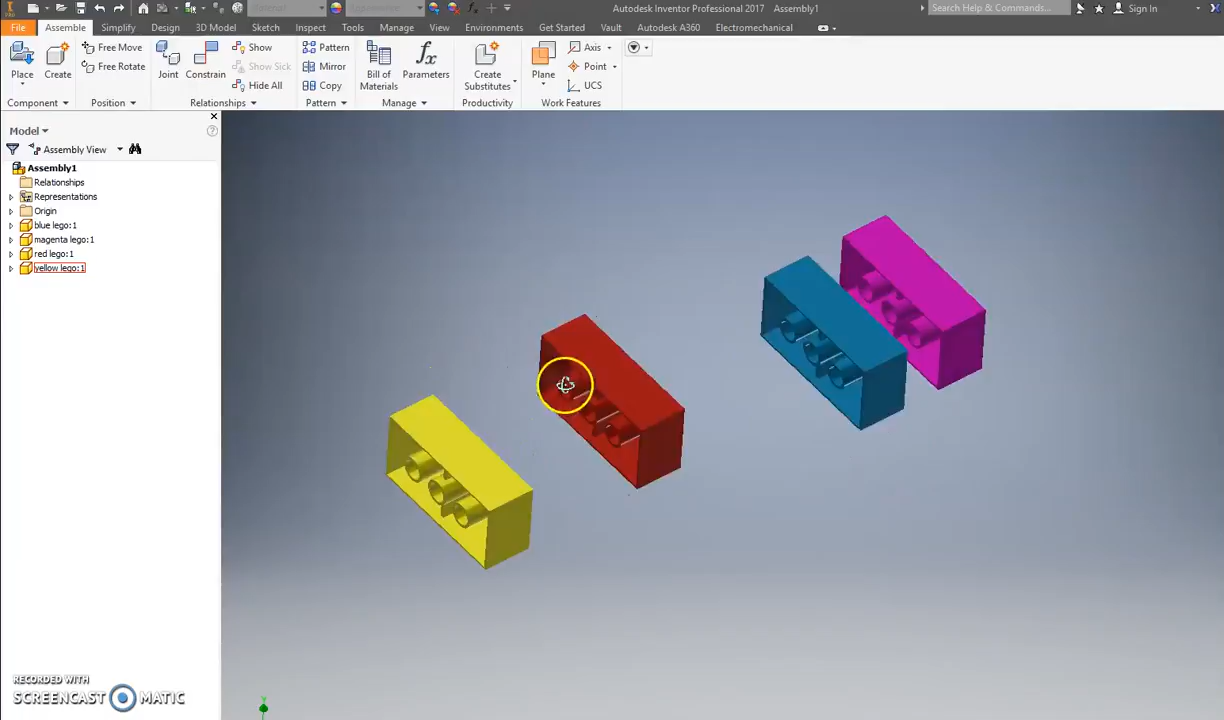 Autodesk Inventor Professional 2017 Assembly1
Search Help & Commands...
Sign In
File Assemble Simplify Design 3D Model Sketch Inspect Tools Manage View Environments Get Started Vault Autodesk A360 Electromechanical
Place
Create
Free Move
Free Rotate
Joint
Constrain
Show
Show Sick
Hide All
Pattern
Mirror
Copy
Bill of
Materials
fx
Parameters
Create
Substitutes
Plane
Axis
Point
UCS
Component Position Relationships Pattern Manage Productivity Work Features
Model
Assembly View
Assembly1
Relationships
Representations
Origin
blue lego:1
magenta lego:1
red lego:1
yellow lego:1
RECORDED WITH
SCREENCAST MATIC